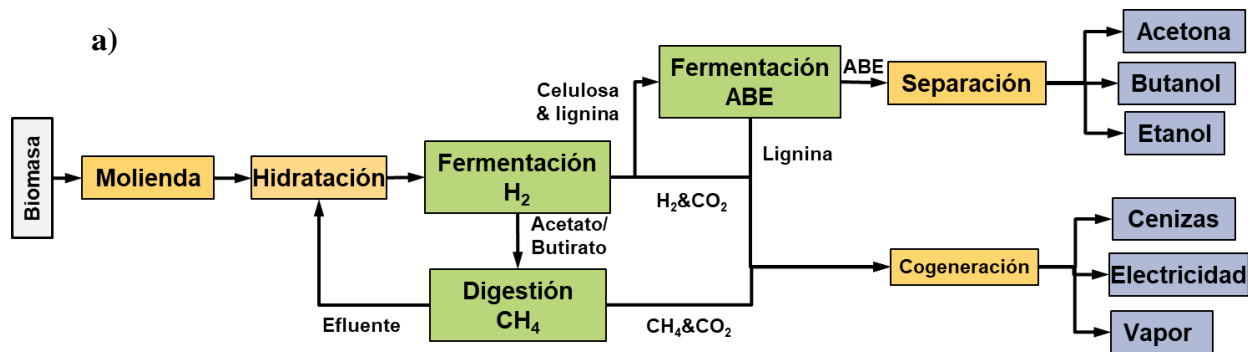 a)
Biomasa
Molienda
Hidratación
Fermentación
H₂
Celulosa
& lignina
Fermentación
ABE
ABE
Separación
Acetona
Butanol
Etanol
Lignina
H₂&CO₂
Acetato/
Butirato
Digestión
CH₄
Efluente
CH₄&CO₂
Cogeneración
Cenizas
Electricidad
Vapor